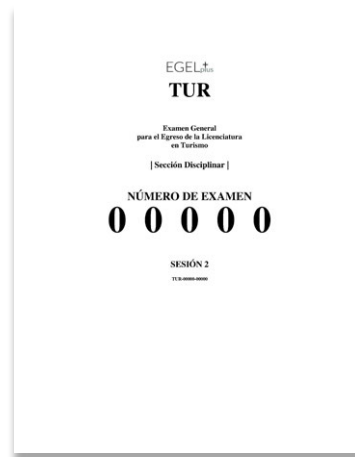 EGEL+plus
TUR
Examen General
para el Egreso de la Licenciatura
en Turismo
| Sección Disciplinar |
NÚMERO DE EXAMEN
0 0 0 0 0
SESIÓN 2
TUR-00000-00000